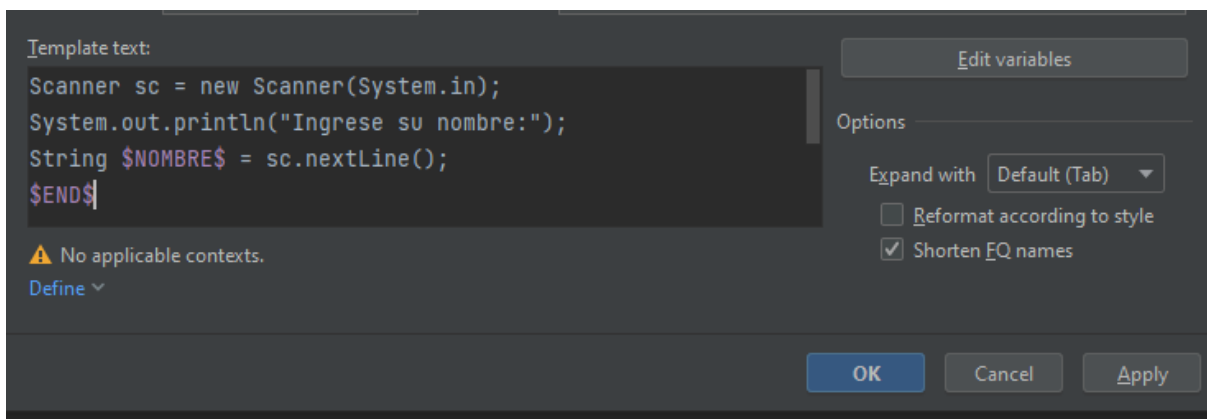 Template text:
Edit variables
Scanner sc = new Scanner(System.in);
System.out.println("Ingrese su nombre:");
String $NOMBRE$ = sc.nextLine();
$END$
Options
Expand with Default (Tab)
Reformat according to style
Shorten FQ names
No applicable contexts.
Define
OK Cancel Apply